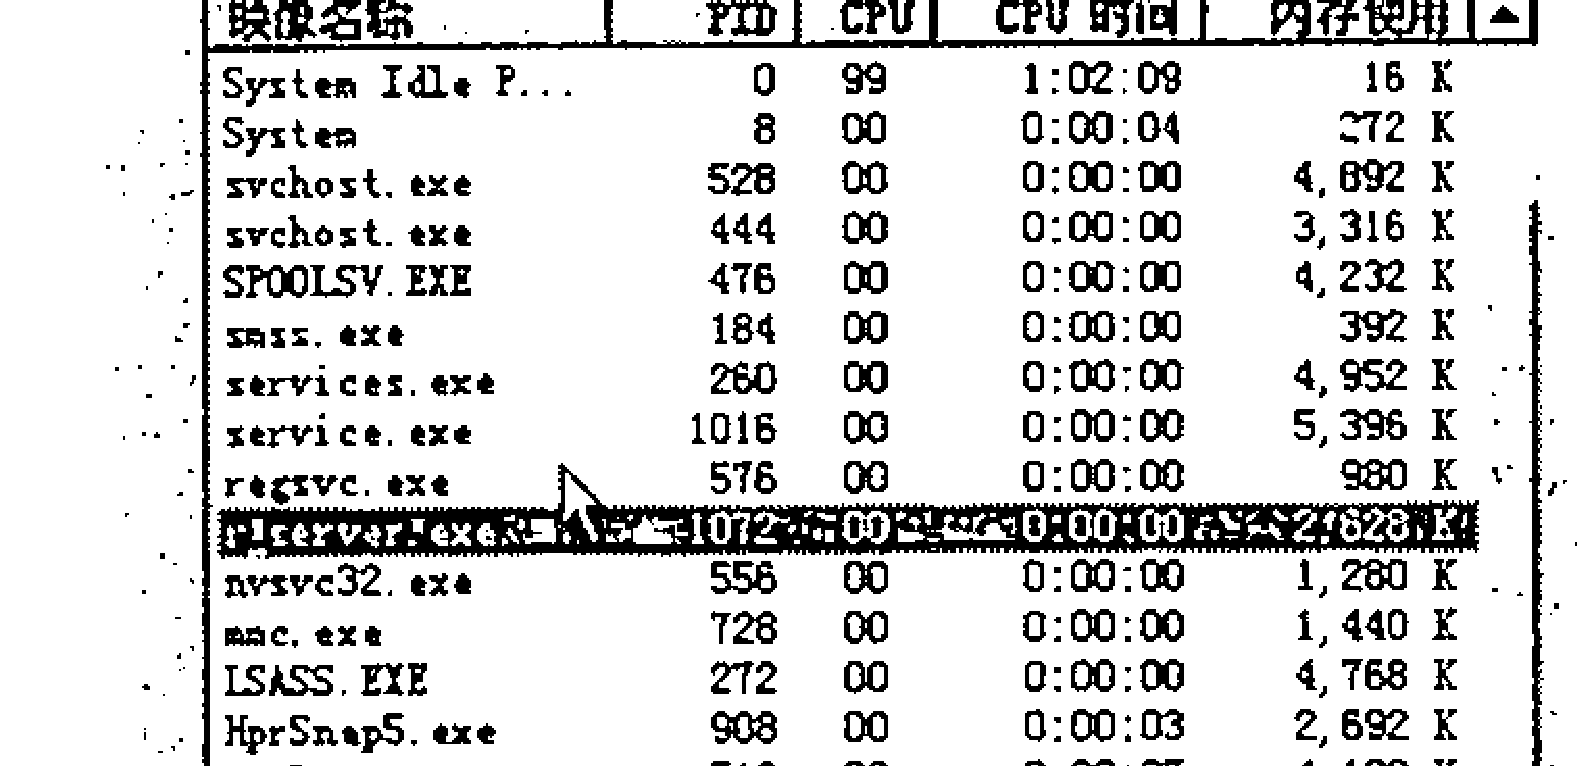 映像名称 PID CPU CPU 时间 内存使用
System Idle P... 0 99 1:02:09 16 K
System 8 00 0:00:04 272 K
svchost.exe 528 00 0:00:00 4,892 K
svchost.exe 444 00 0:00:00 3,316 K
SPOOLSV.EXE 476 00 0:00:00 4,232 K
smss.exe 184 00 0:00:00 392 K
services.exe 260 00 0:00:00 4,952 K
service.exe 1016 00 0:00:00 5,396 K
regsvc.exe 576 00 0:00:00 980 K
r_server.exe 1072 00 0:00:00 2,628 K
nvsvc32.exe 556 00 0:00:00 1,280 K
mmc.exe 728 00 0:00:00 1,440 K
LSASS.EXE 272 00 0:00:00 4,768 K
HprSnap5.exe 908 00 0:00:03 2,692 K